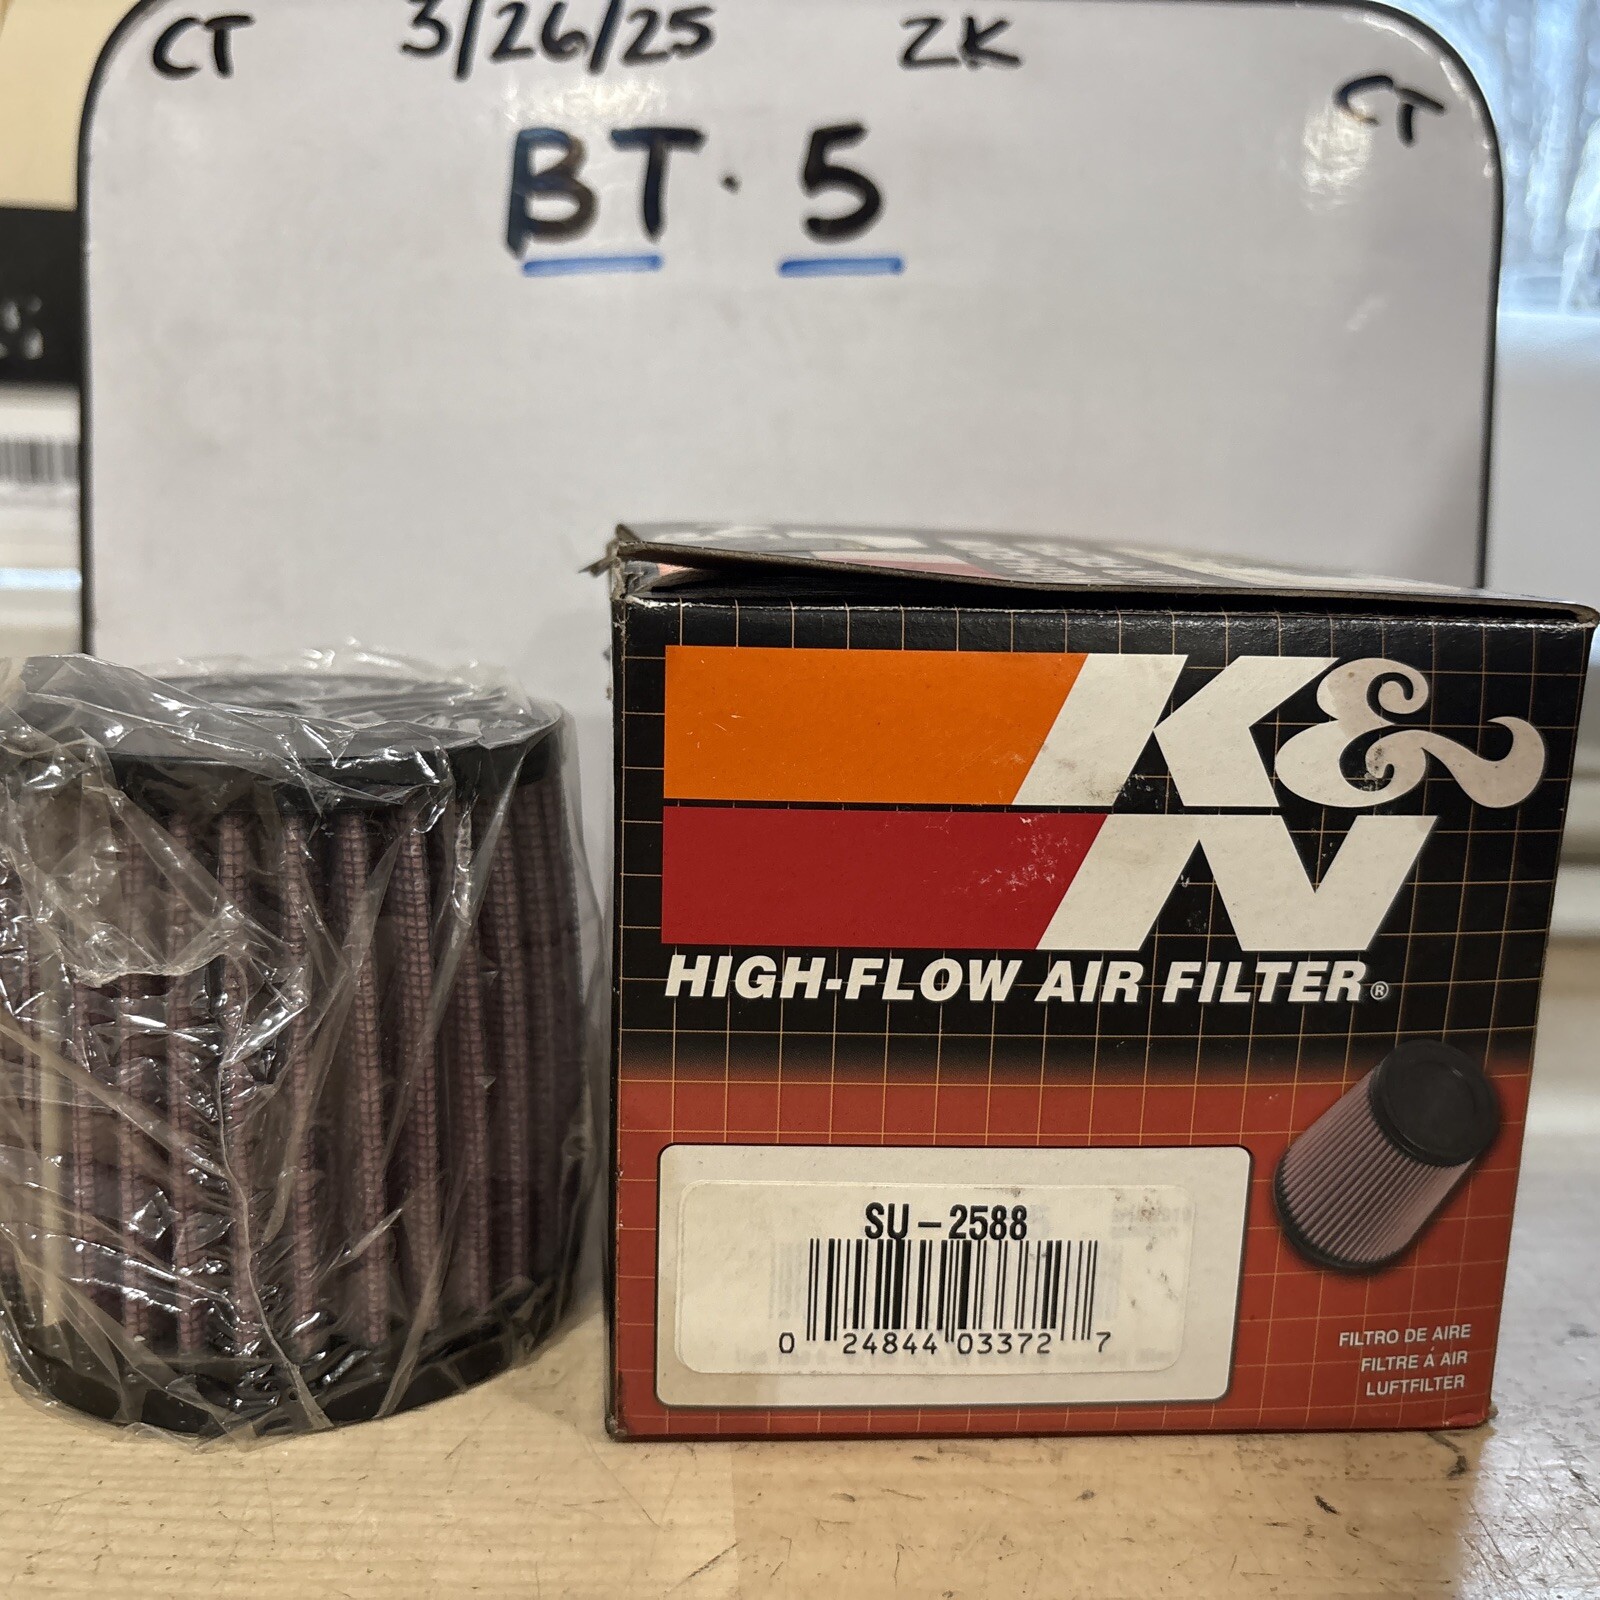 CT 3/26/25 ZK CT
BT. 5
K&N
HIGH-FLOW AIR FILTER®
SU-2588
0 24844 03372 7
FILTRO DE AIRE
FILTRE À AIR
LUFTFILTER